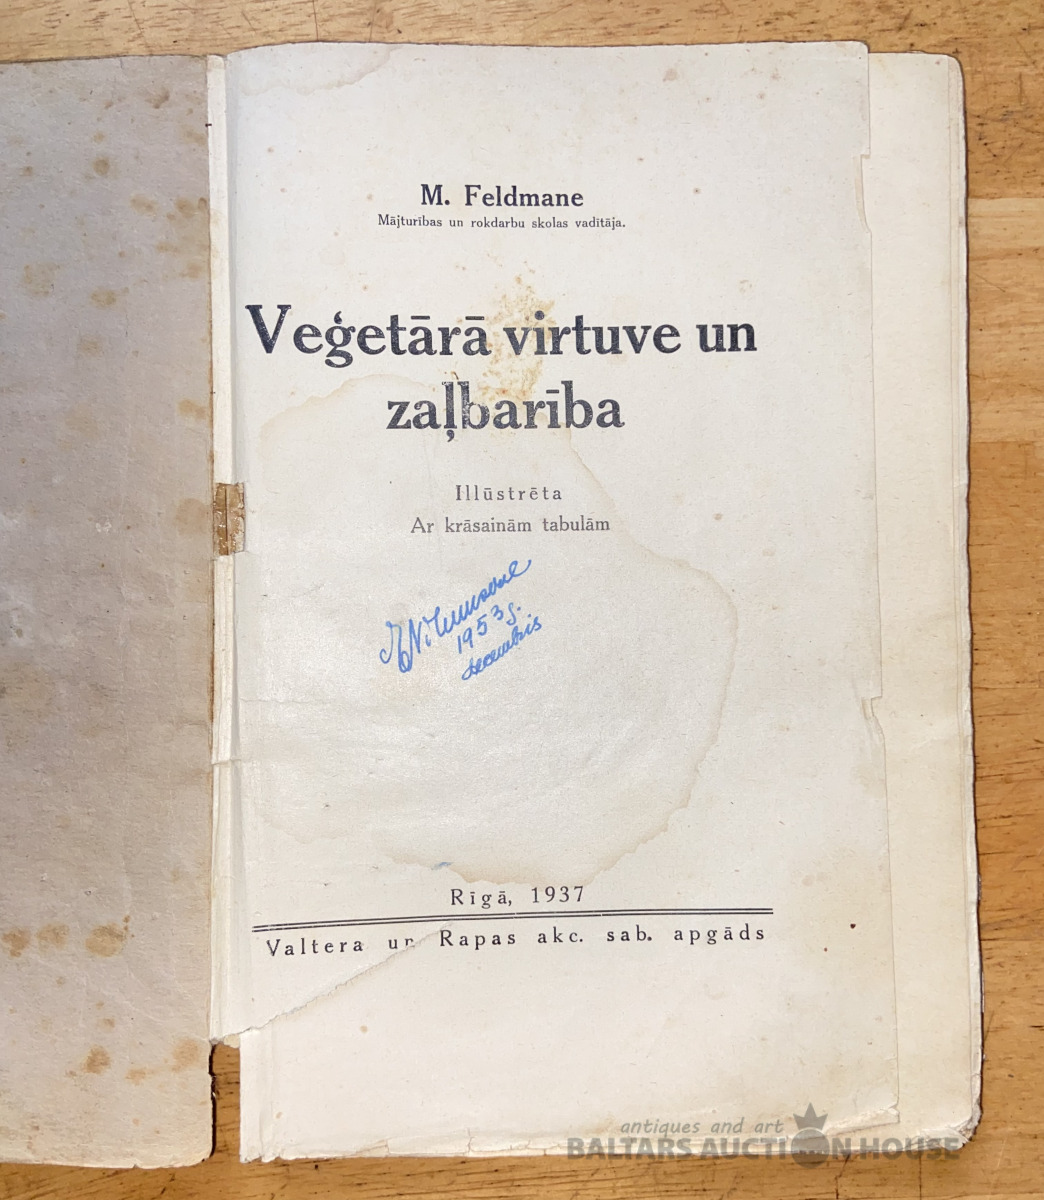 M. Feldmane
Mājturības un rokdarbu skolas vadītāja.
Veģetārā virtuve un
zaļbarība
Illūstrēta
Ar krāsainām tabulām
1953 g.
decembris
Rīgā, 1937
Valtera un Rapas akc. sab. apgāds
antiques and art
BALTARS AUCTION HOUSE